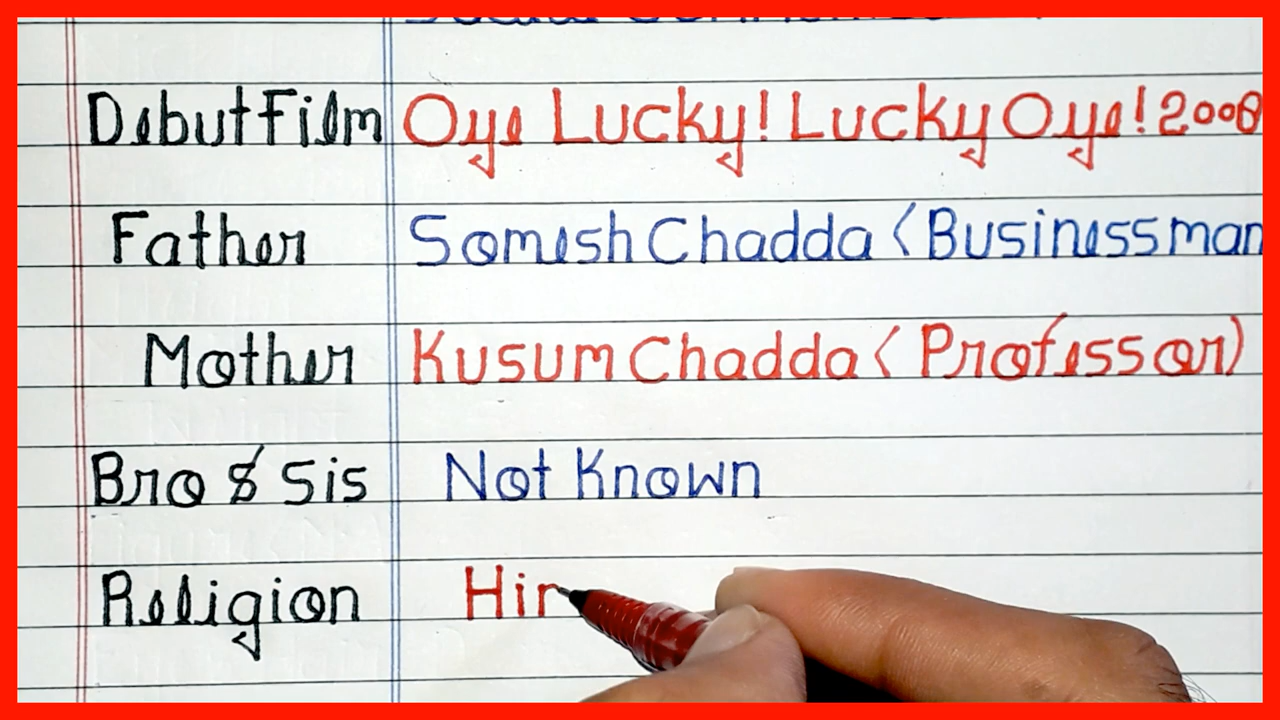 Debut Film Oye Lucky! Lucky Oye! 2008
Father Somesh Chadda (Businessman
Mother Kusum Chadda (Professor)
Bro & Sis Not Known
Religion Hin